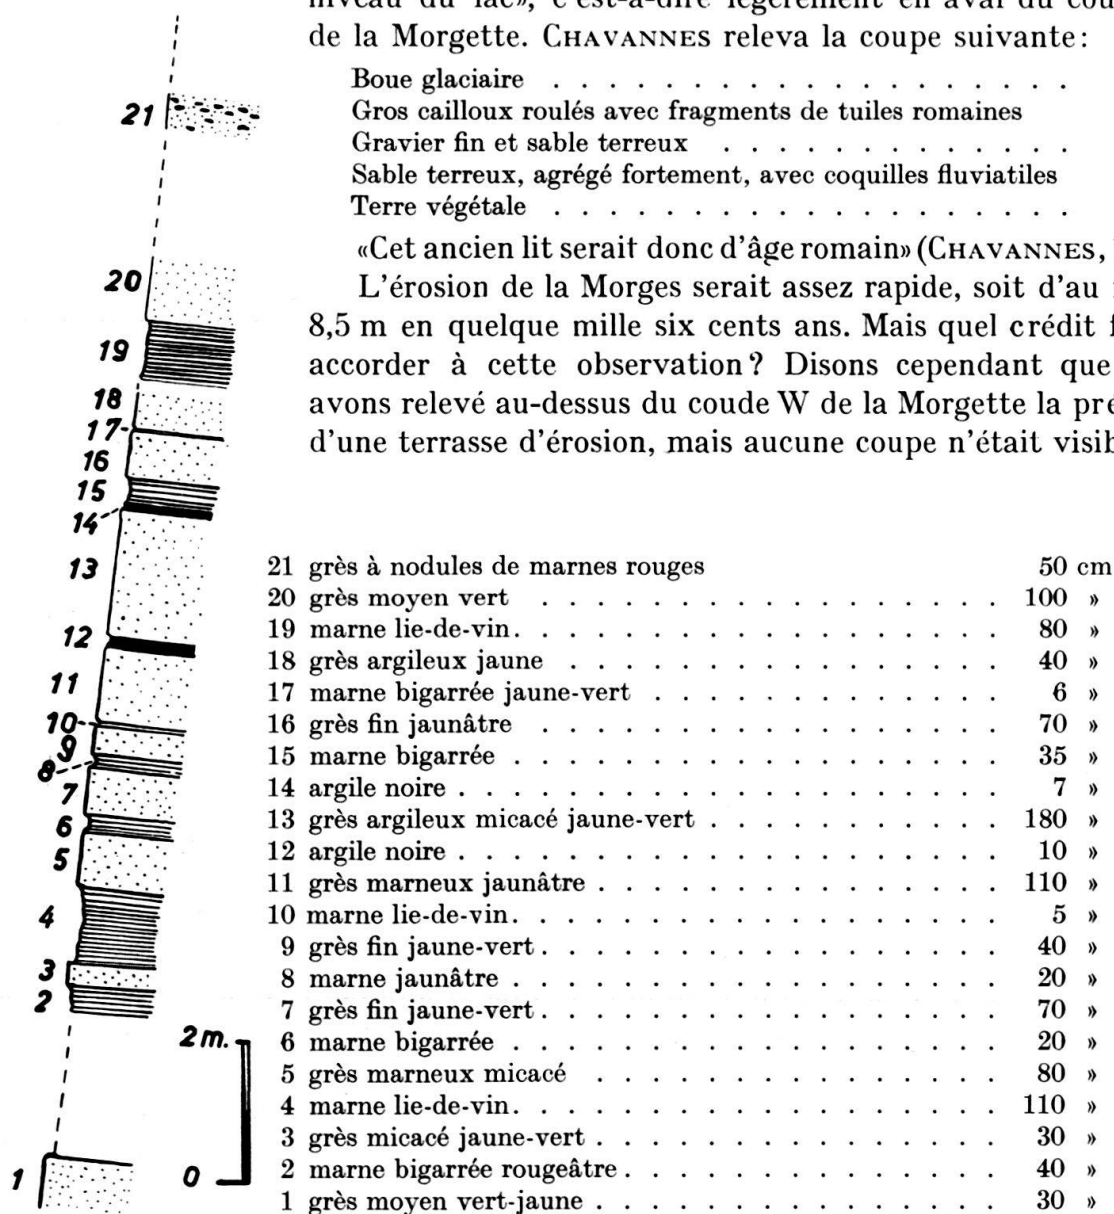 niveau du lac», c'est-à-dire légèrement en aval du
de la Morgette. CHAVANNES releva la coupe suivante:
Boue glaciaire . . . . . . . . . . . . . . . . . . .
Gros cailloux roulés avec fragments de tuiles romaines
Gravier fin et sable terreux . . . . . . . . . . . . .
Sable terreux, agrégé fortement, avec coquilles fluviatiles
Terre végétale . . . . . . . . . . . . . . . . . . .
«Cet ancien lit serait donc d'âge romain» (CHAVANNES,
L'érosion de la Morges serait assez rapide, soit d'au
8,5 m en quelque mille six cents ans. Mais quel crédit
accorder à cette observation? Disons cependant que
avons relevé au-dessus du coude W de la Morgette la
d'une terrasse d'érosion, mais aucune coupe n'était
21
20
19
18
17
16
15
14
13
12
11
10
9
8
7
6
5
4
3
2
1
2 m.
0
21 grès à nodules de marnes rouges 50 cm
20 grès moyen vert . . . . . . . . . . . . . . . . 100 »
19 marne lie-de-vin. . . . . . . . . . . . . . . . . 80 »
18 grès argileux jaune . . . . . . . . . . . . . . . 40 »
17 marne bigarrée jaune-vert . . . . . . . . . . . . 6 »
16 grès fin jaunâtre . . . . . . . . . . . . . . . . 70 »
15 marne bigarrée . . . . . . . . . . . . . . . . . 35 »
14 argile noire . . . . . . . . . . . . . . . . . . 7 »
13 grès argileux micacé jaune-vert . . . . . . . . . 180 »
12 argile noire . . . . . . . . . . . . . . . . . . 10 »
11 grès marneux jaunâtre . . . . . . . . . . . . . . 110 »
10 marne lie-de-vin. . . . . . . . . . . . . . . . . 5 »
9 grès fin jaune-vert . . . . . . . . . . . . . . . 40 »
8 marne jaunâtre . . . . . . . . . . . . . . . . . 20 »
7 grès fin jaune-vert . . . . . . . . . . . . . . . 70 »
6 marne bigarrée . . . . . . . . . . . . . . . . . 20 »
5 grès marneux micacé . . . . . . . . . . . . . . . 80 »
4 marne lie-de-vin. . . . . . . . . . . . . . . . . 110 »
3 grès micacé jaune-vert . . . . . . . . . . . . . . 30 »
2 marne bigarrée rougeâtre . . . . . . . . . . . . . 40 »
1 grès moyen vert-jaune . . . . . . . . . . . . . . 30 »